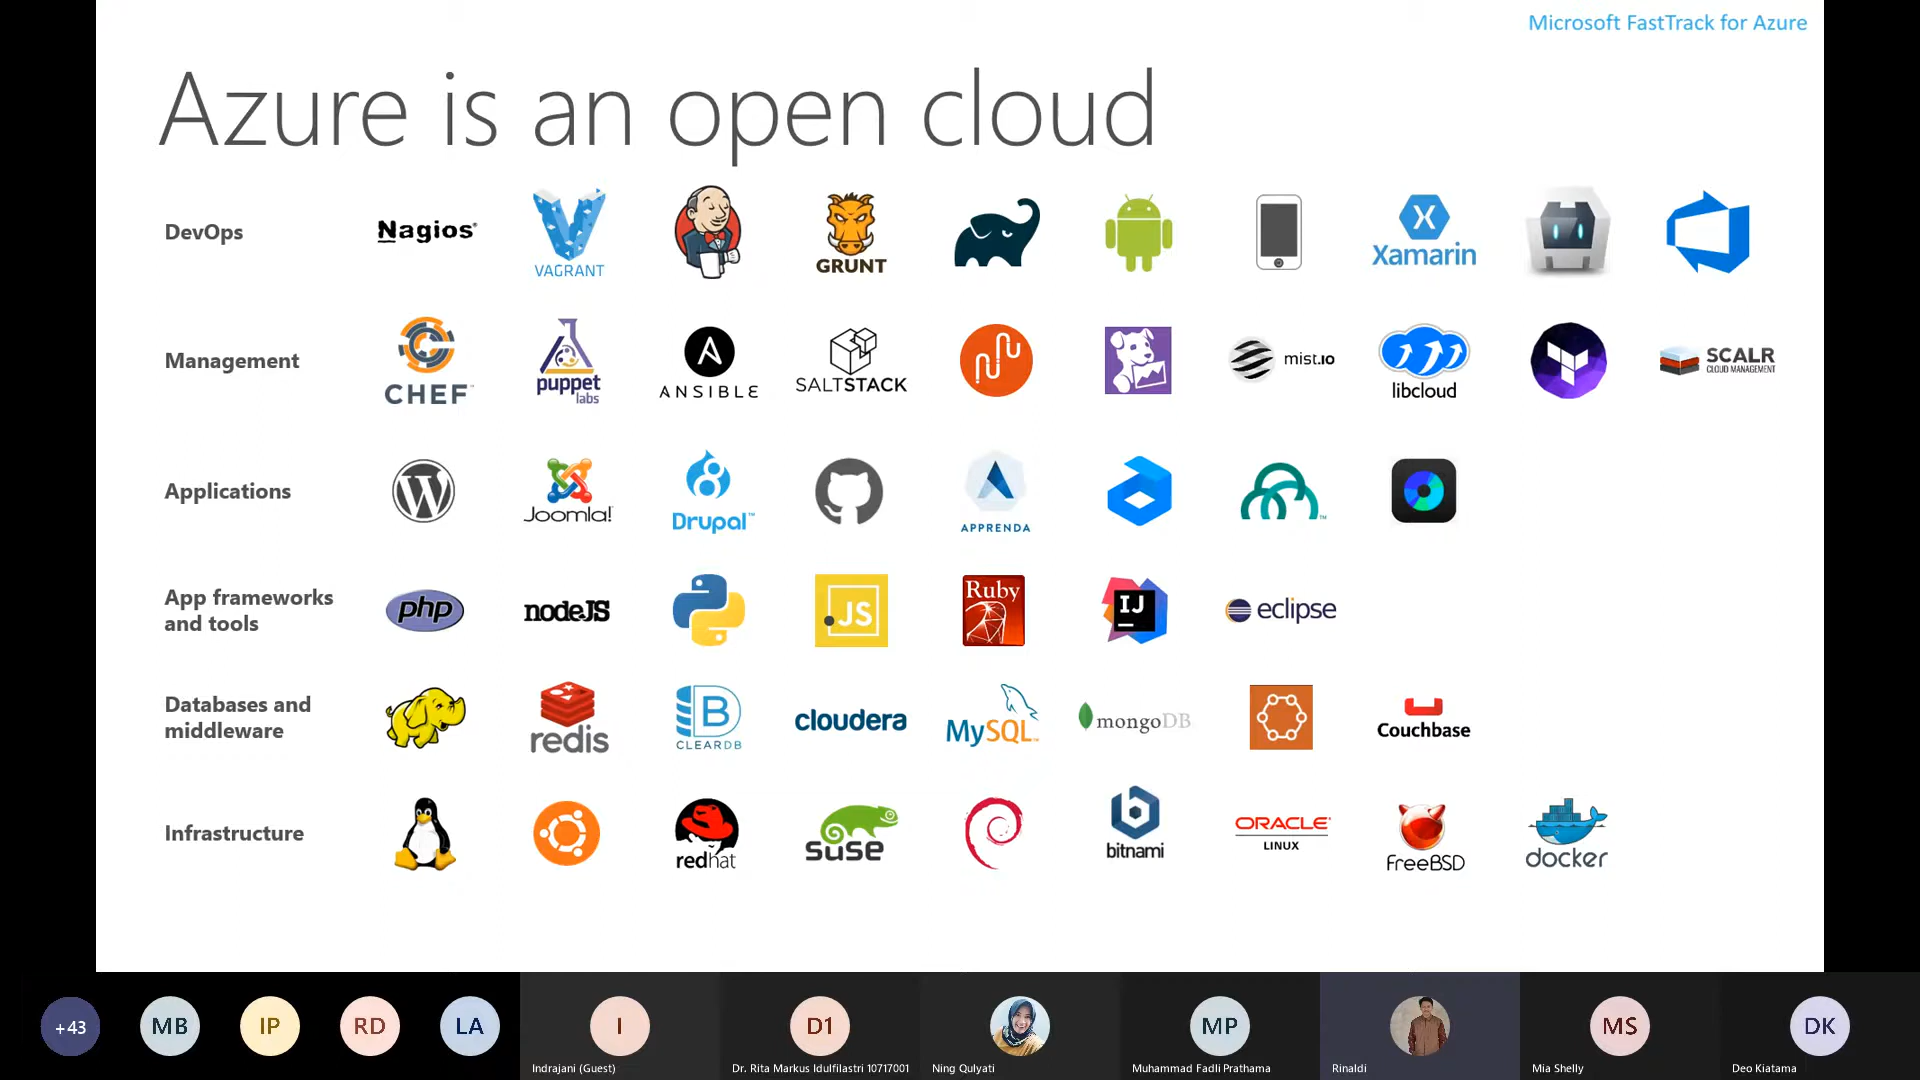 Microsoft FastTrack for Azure
Azure is an open cloud
DevOps
Nagios®
VAGRANT
GRUNT
Xamarin
Management
CHEF™
puppet
labs
ANSIBLE
SALTSTACK
mist.io
libcloud
SCALR
CLOUD MANAGEMENT
Applications
W
Joomla!
Drupal™
APPRENDA
App frameworks
and tools
php
nodeJS
JS
Ruby
IJ
eclipse
Databases and
middleware
redis
B
CLEARDB
cloudera
MySQL™
mongoDB
Couchbase
Infrastructure
redhat
suse
b
bitnami
ORACLE®
LINUX
FreeBSD
docker
+43
MB
IP
RD
LA
I
D1
MP
MS
DK
Indrajani (Guest)
Dr. Rita Markus Idulfilastri 10717001
Ning Qulyati
Muhammad Fadli Prathama
Rinaldi
Mia Shelly
Deo Kiatama